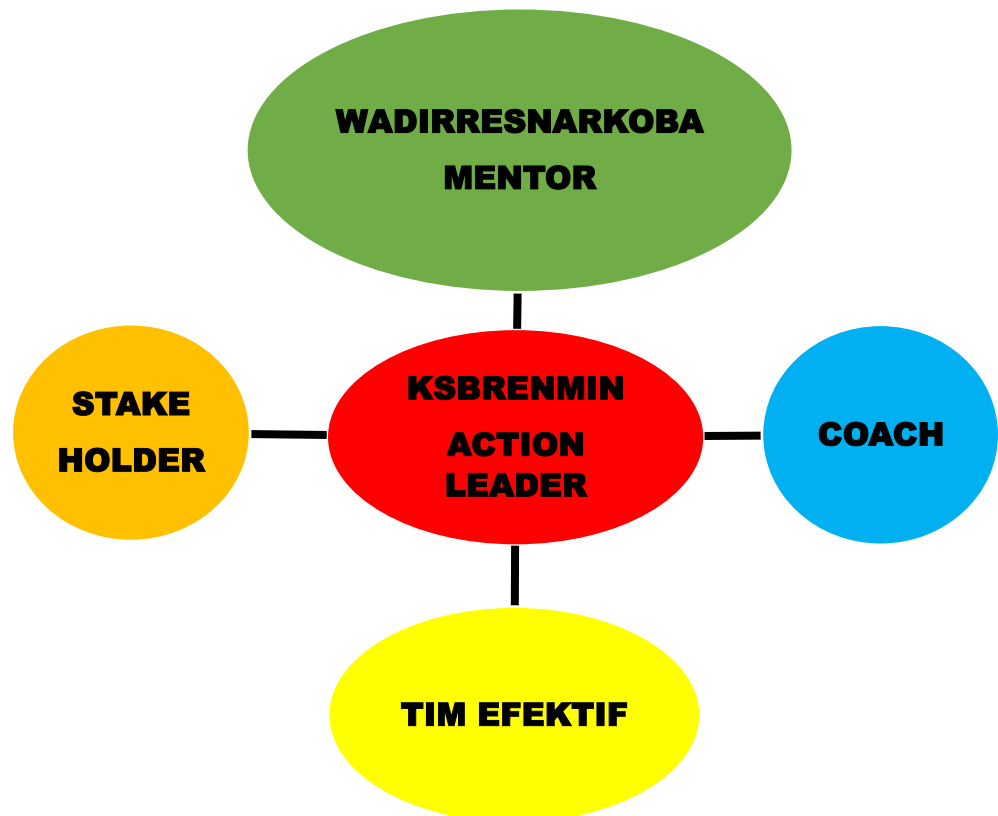 WADIRRESNARKOBA
MENTOR
STAKE
HOLDER
KSBRENMIN
ACTION
LEADER
COACH
TIM EFEKTIF